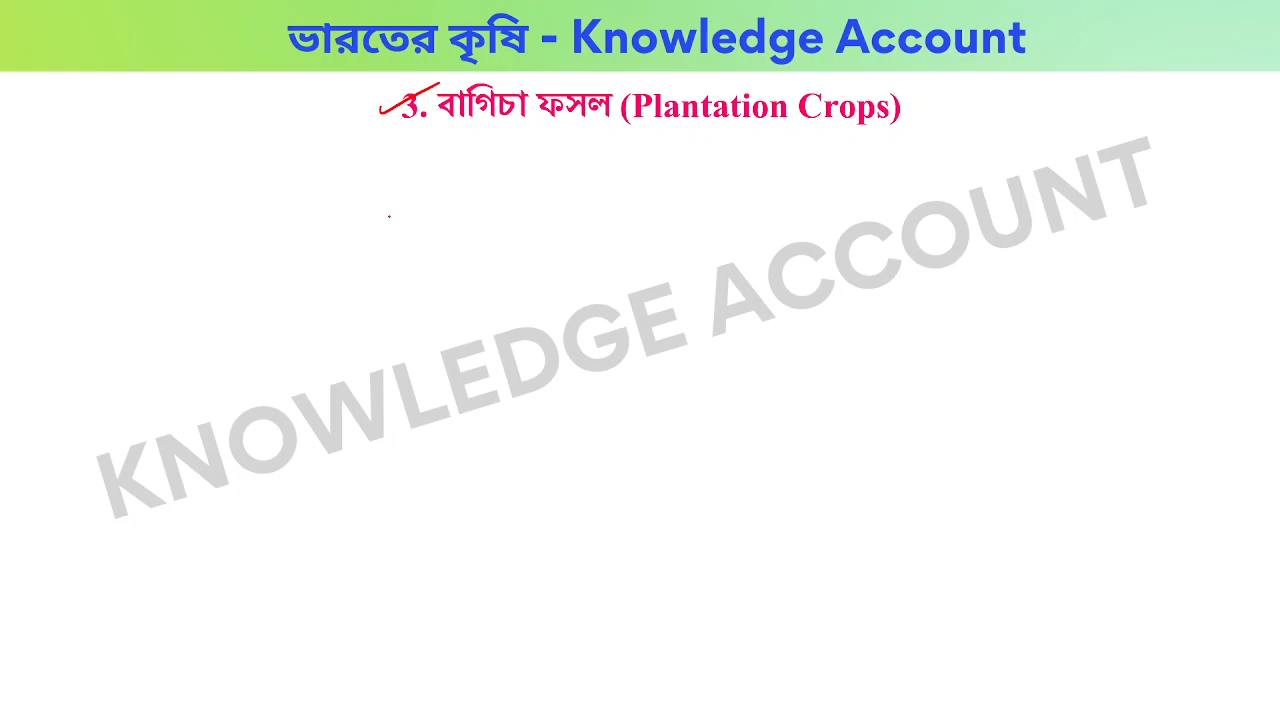 ভারতের কৃষি - Knowledge Account
3. বাগিচা ফসল (Plantation Crops)
KNOWLEDGE ACCOUNT